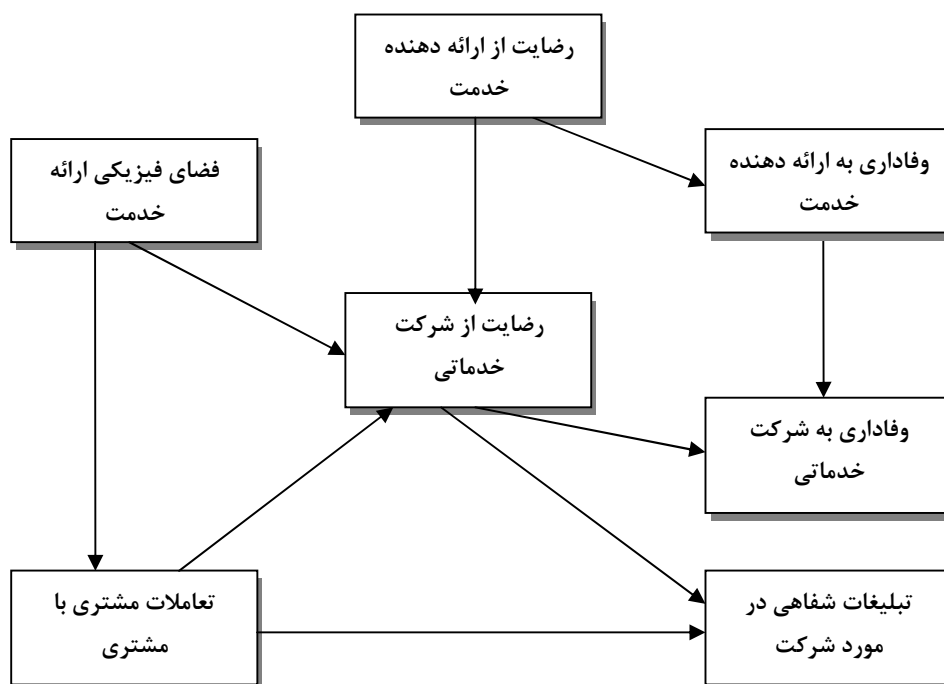 رضایت از ارائه دهنده
خدمت
وفاداری به ارائه دهنده
خدمت
فضای فیزیکی ارائه
خدمت
رضایت از شرکت
خدماتی
وفاداری به شرکت
خدماتی
تبلیغات شفاهی در
مورد شرکت
تعاملات مشتری با
مشتری